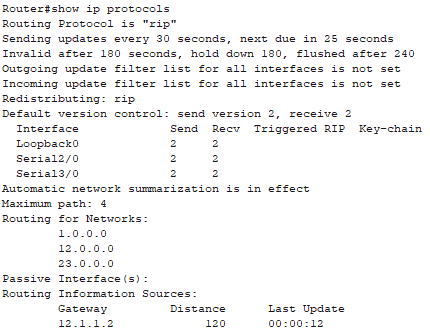 Router#show ip protocols
Routing Protocol is "rip"
Sending updates every 30 seconds, next due in 25 seconds
Invalid after 180 seconds, hold down 180, flushed after 240
Outgoing update filter list for all interfaces is not set
Incoming update filter list for all interfaces is not set
Redistributing: rip
Default version control: send version 2, receive 2
  Interface             Send  Recv  Triggered RIP  Key-chain
  Loopback0             2     2
  Serial2/0             2     2
  Serial3/0             2     2
Automatic network summarization is in effect
Maximum path: 4
Routing for Networks:
        1.0.0.0
        12.0.0.0
        23.0.0.0
Passive Interface(s):
Routing Information Sources:
        Gateway         Distance      Last Update
        12.1.1.2             120      00:00:12